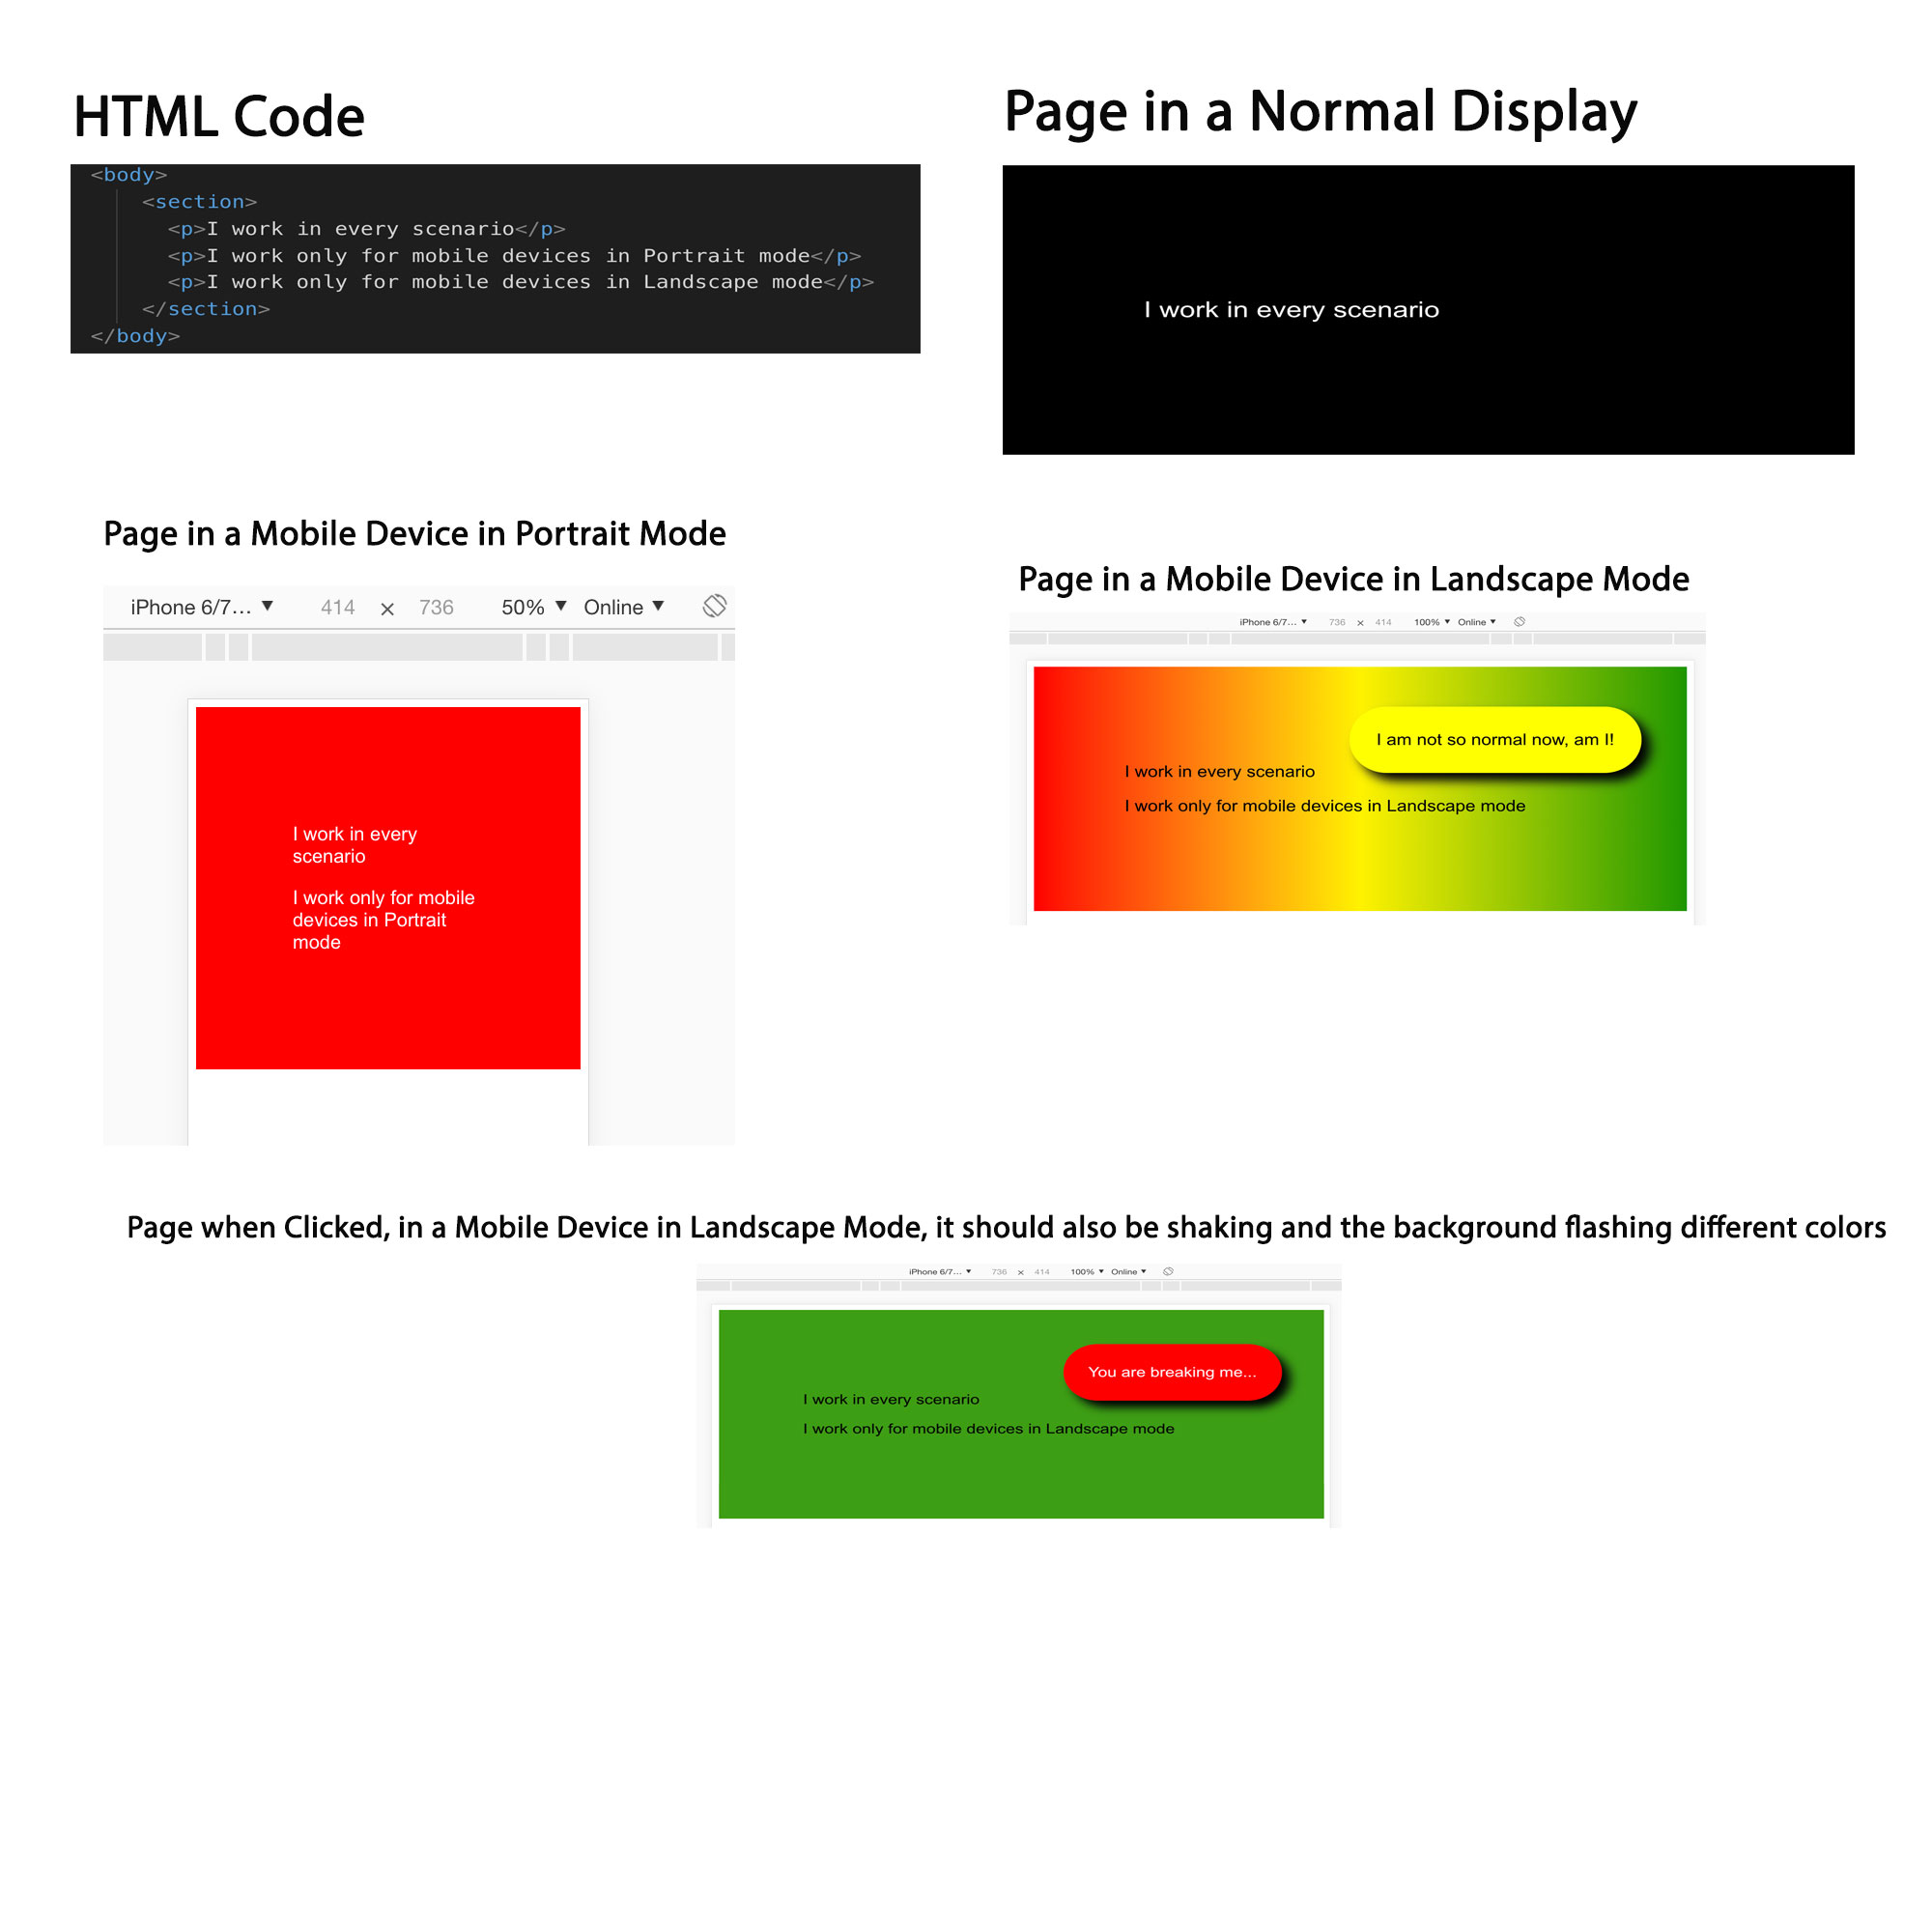 HTML Code
<body>
<section>
<p>I work in every scenario</p>
<p>I work only for mobile devices in Portrait mode</p>
<p>I work only for mobile devices in Landscape mode</p>
</section>
</body>
Page in a Normal Display
I work in every scenario
Page in a Mobile Device in Portrait Mode
iPhone 6/7... ▼ 414 × 736 50% ▼ Online ▼
I work in every
scenario
I work only for mobile
devices in Portrait
mode
Page in a Mobile Device in Landscape Mode
iPhone 6/7... ▼ 736 × 414 100% ▼ Online ▼
I am not so normal now, am I!
I work in every scenario
I work only for mobile devices in Landscape mode
Page when Clicked, in a Mobile Device in Landscape Mode, it should also be shaking and the background flashing different colors
iPhone 6/7... ▼ 736 × 414 100% ▼ Online ▼
You are breaking me...
I work in every scenario
I work only for mobile devices in Landscape mode